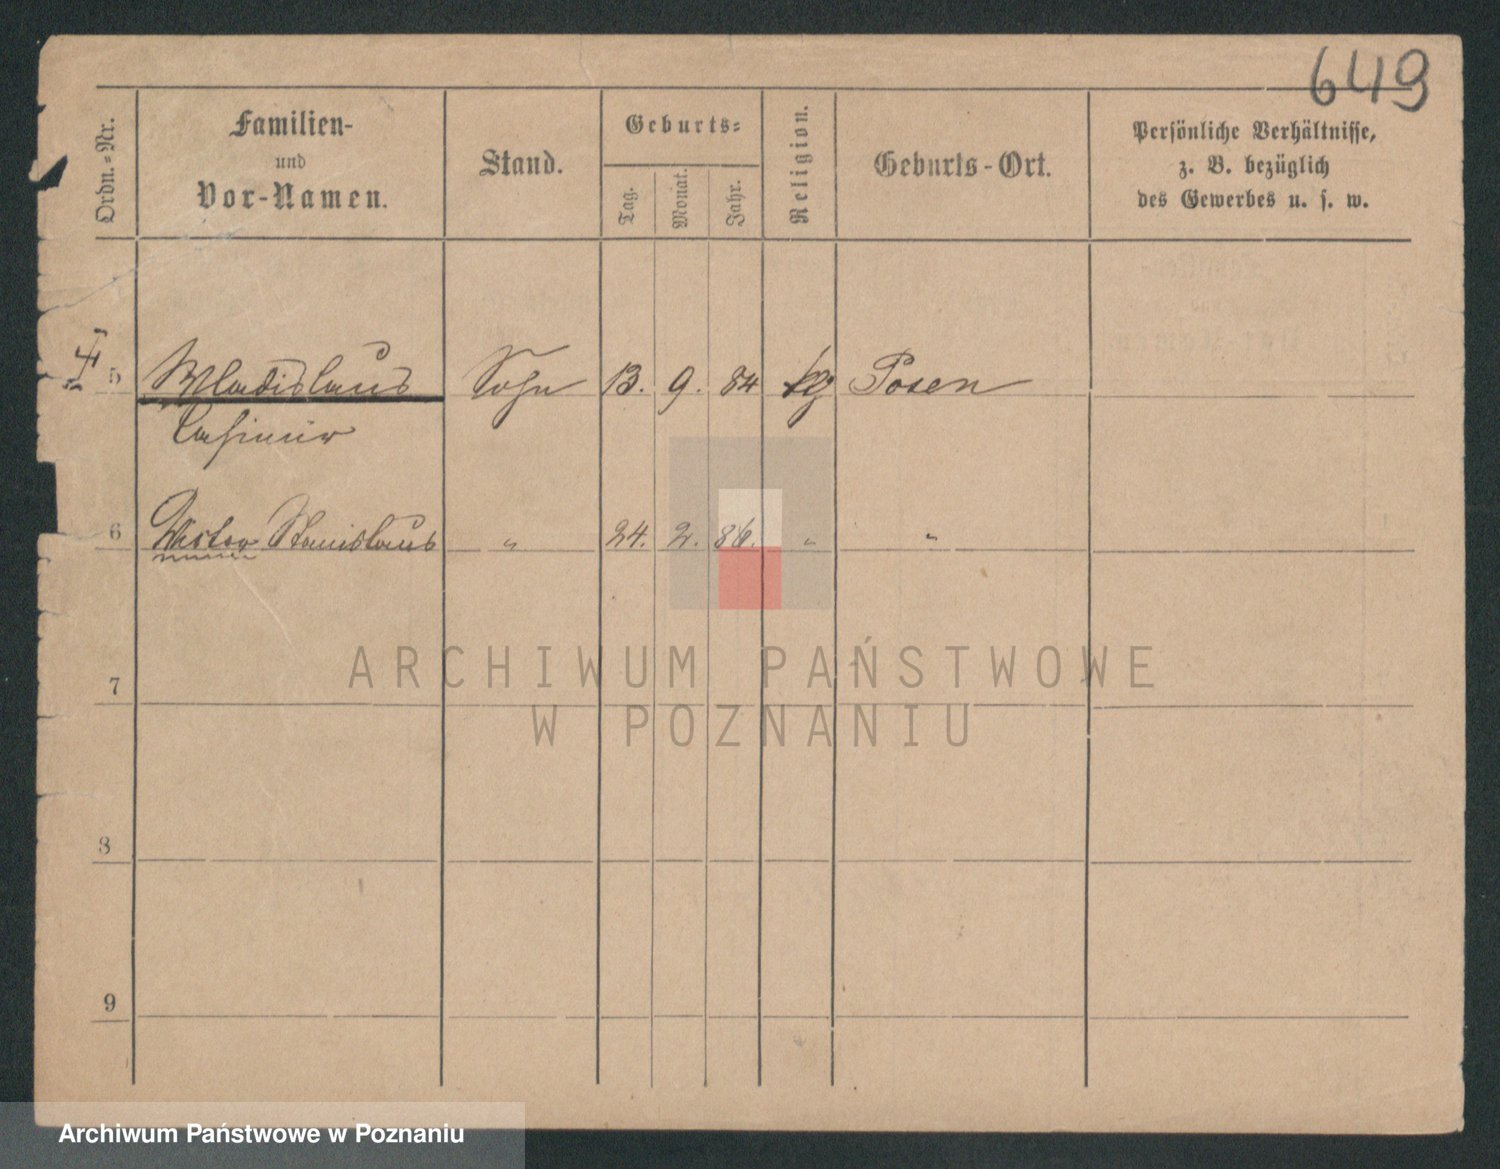 649
Ordn.=Nr.
Familien-
und
Vor-Namen.
Stand.
Geburts=
Tag.
Monat.
Jahr.
Religion.
Geburts-Ort.
Persönliche Verhältnisse,
z. B. bezüglich
des Gewerbes u. s. w.
5 Wladislaus Sohn 13. 9. 84 Posen
Casimir
6 Victor Stanislaus " 24. 2. 86. " "
7
8
9
ARCHIWUM PAŃSTWOWE
W POZNANIU
Archiwum Państwowe w Poznaniu